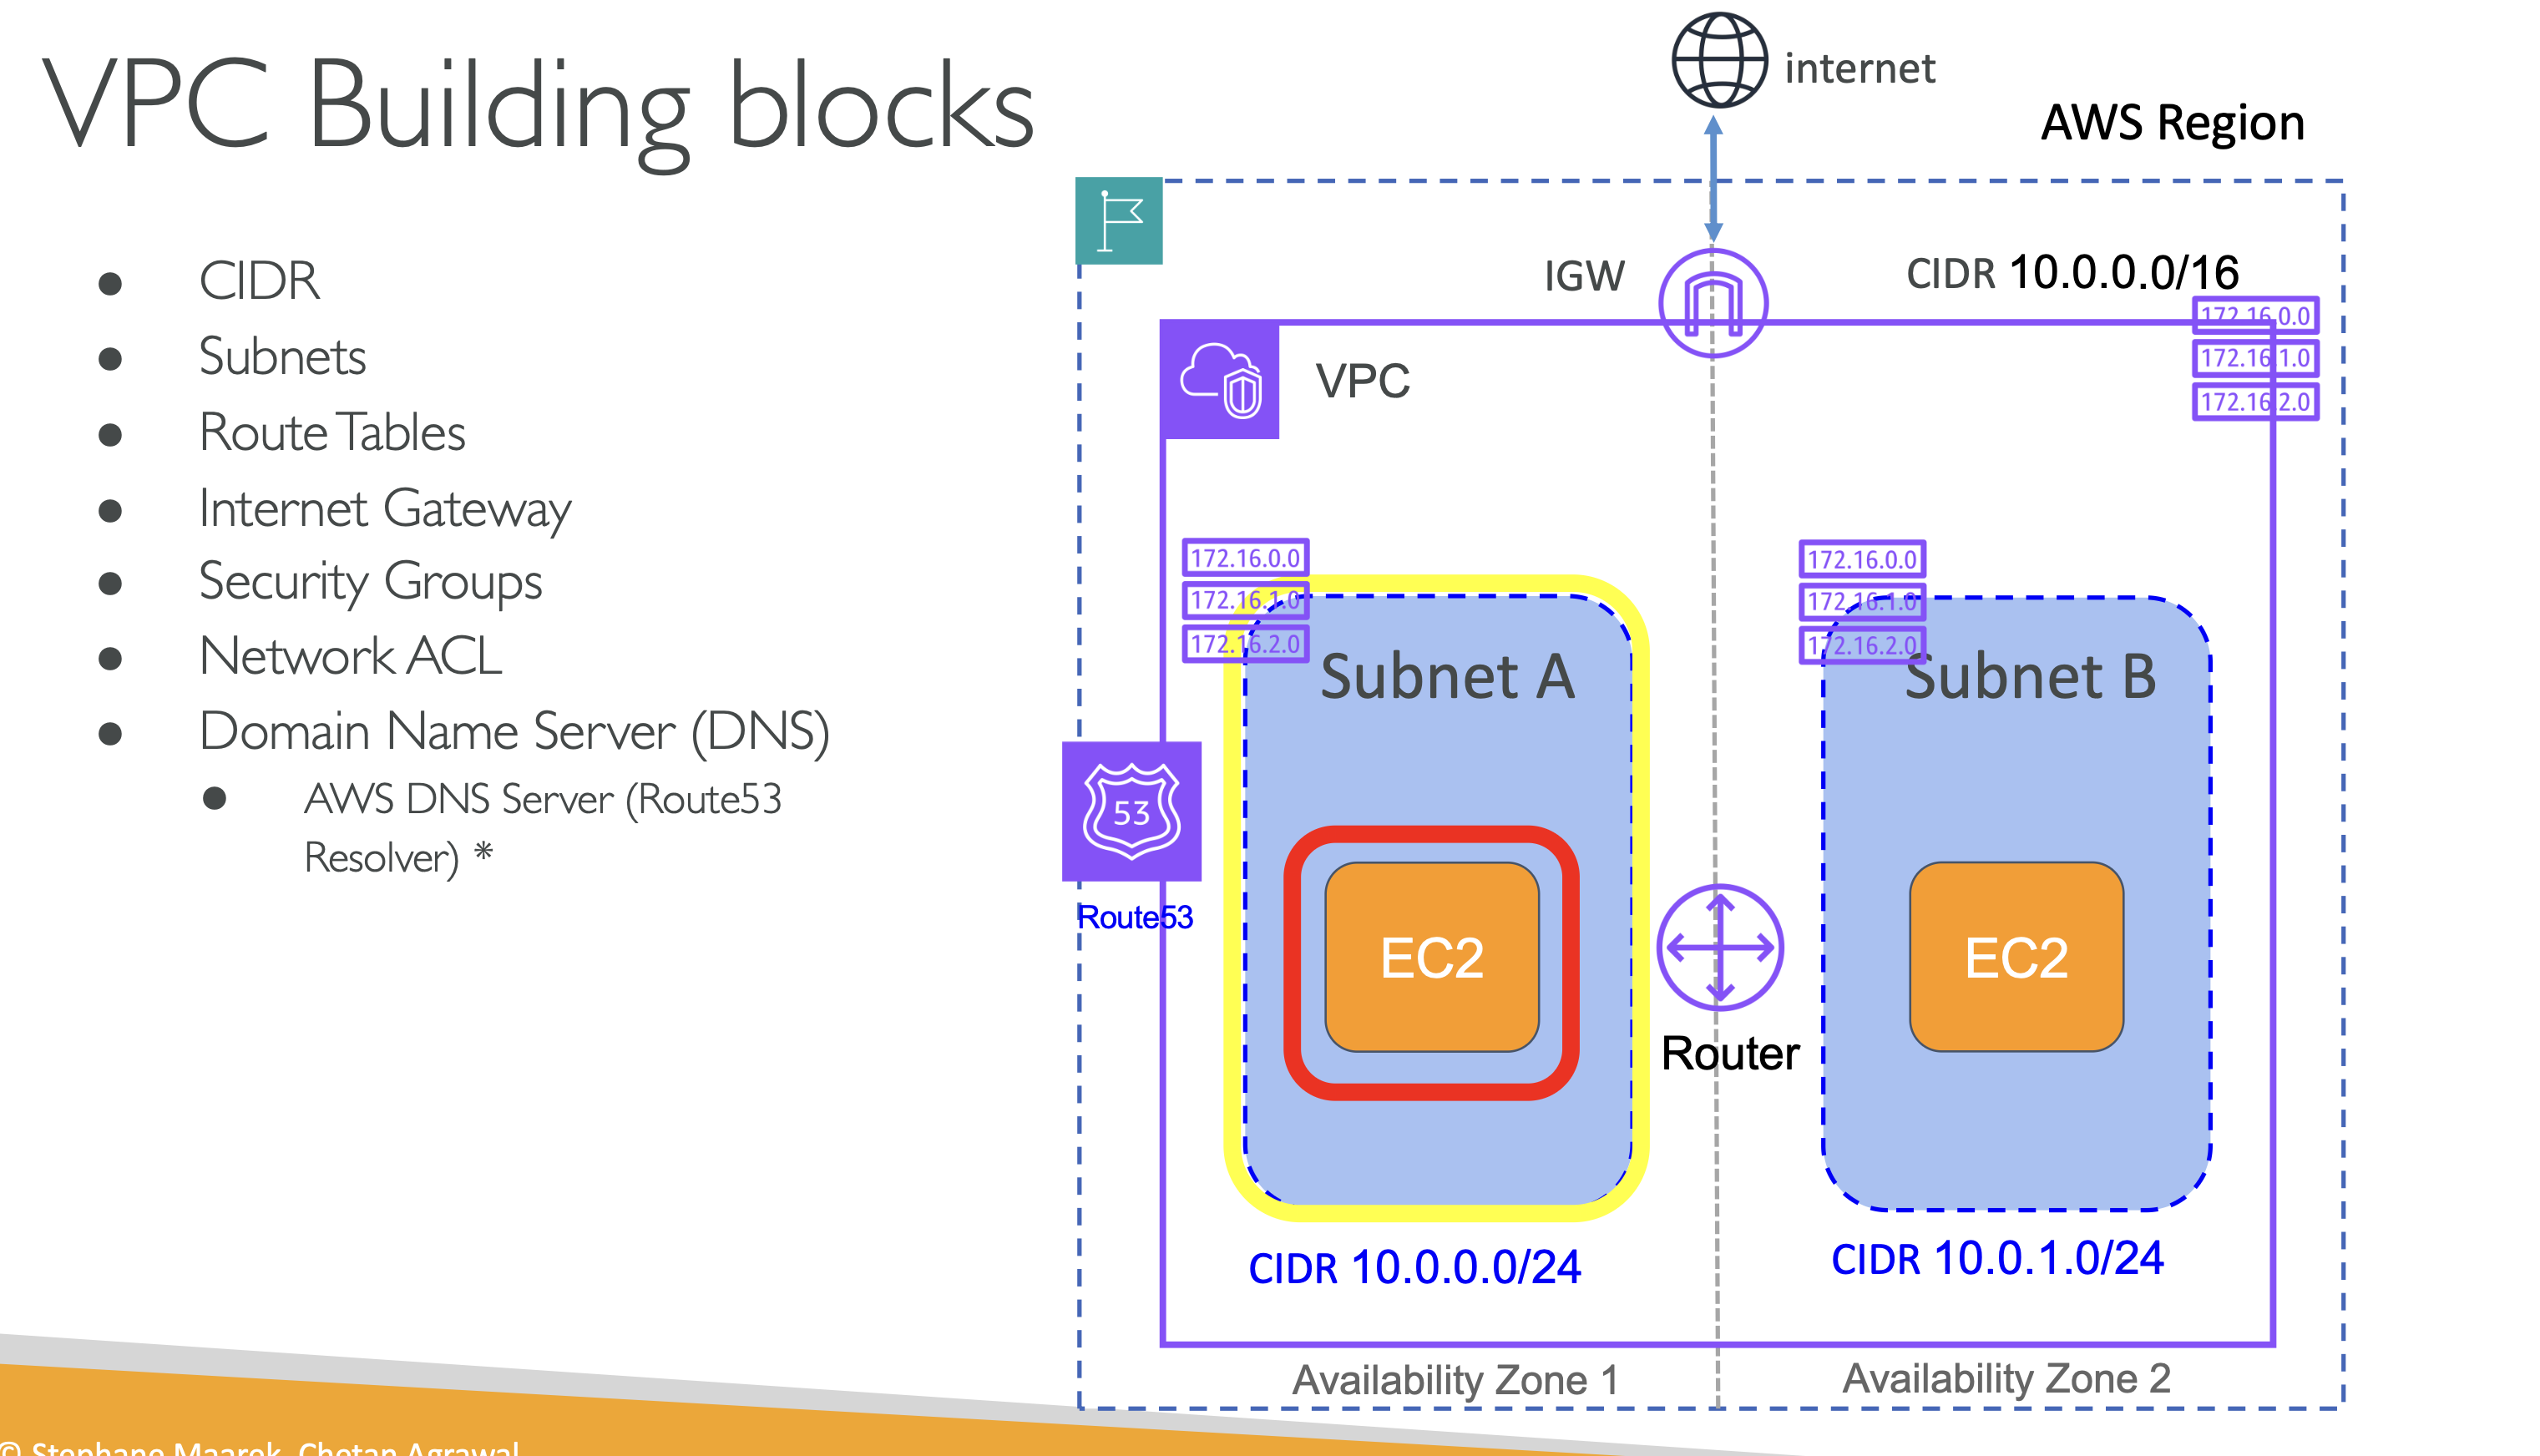 VPC Building blocks
CIDR
Subnets
Route Tables
Internet Gateway
Security Groups
Network ACL
Domain Name Server (DNS)
AWS DNS Server (Route53
Resolver) *
internet
AWS Region
IGW
CIDR 10.0.0.0/16
172.16.0.0
172.16.1.0
172.16.2.0
VPC
172.16.0.0
172.16.1.0
172.16.2.0
172.16.0.0
172.16.1.0
172.16.2.0
Subnet A
Subnet B
53
Route53
EC2
EC2
Router
CIDR 10.0.0.0/24
CIDR 10.0.1.0/24
Availability Zone 1
Availability Zone 2
© Stephane Maarek, Chetan Agrawal